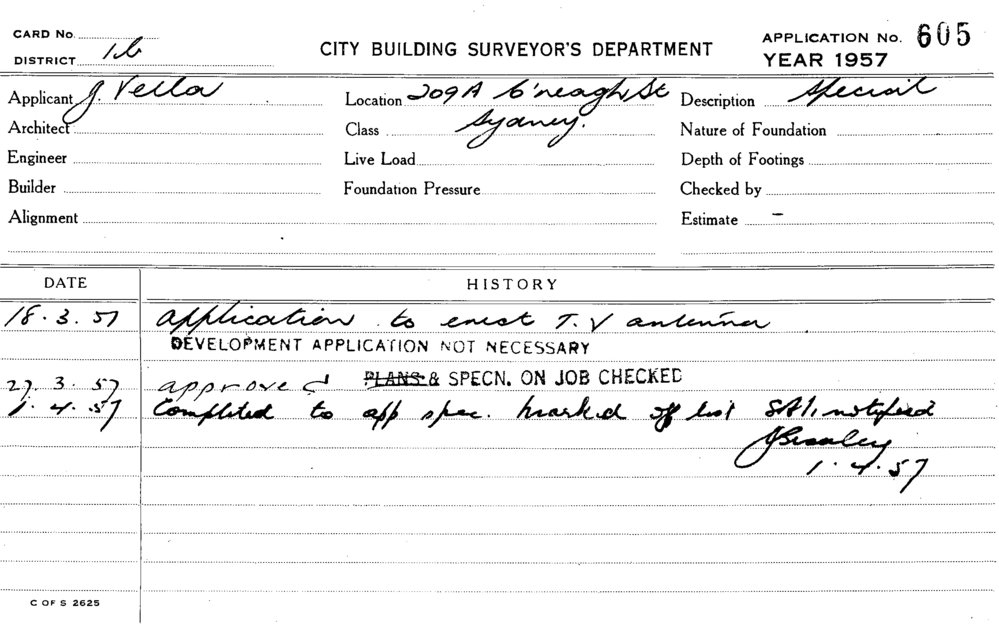 CARD No.
DISTRICT 1b
CITY BUILDING SURVEYOR'S DEPARTMENT
APPLICATION No. 605
YEAR 1957
Applicant J. Vella
Location 209A C'reagh St
Sydney.
Description Special
Architect
Class
Nature of Foundation
Engineer
Live Load
Depth of Footings
Builder
Foundation Pressure
Checked by
Alignment
Estimate –
DATE HISTORY
18. 3. 57 application to erect T.V antenna
DEVELOPMENT APPLICATION NOT NECESSARY
27. 3. 57 approved PLANS & SPECN. ON JOB CHECKED
1. 4. 57 Completed to app spec. marked off list notified
1. 4. 57
C OF S 2625